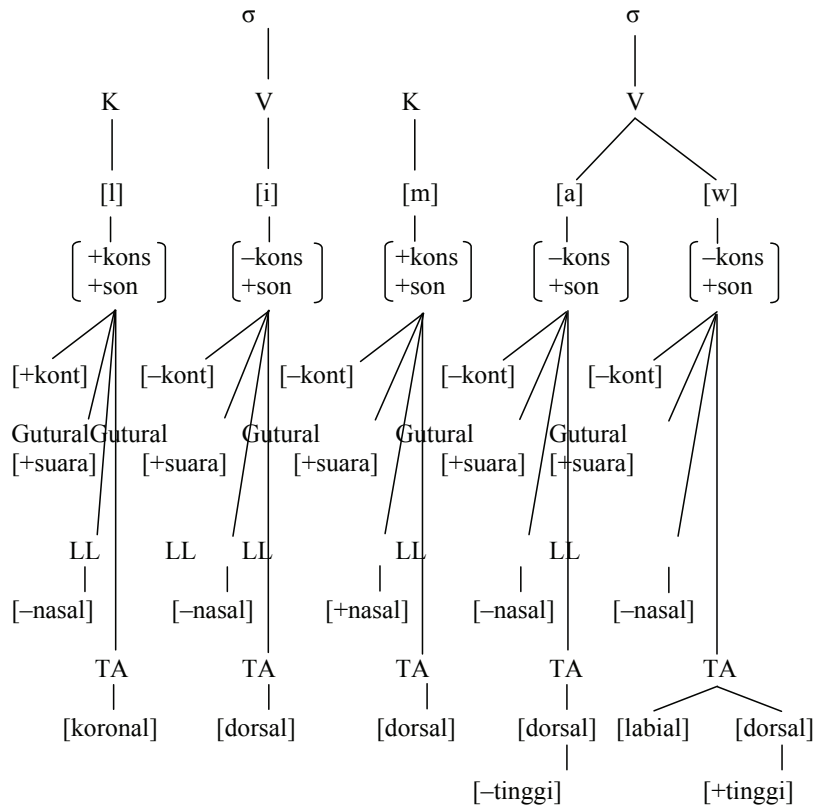 σ σ
K V K V
[l] [i] [m] [a] [w]
+kons –kons +kons –kons –kons
+son +son +son +son +son
[+kont] [–kont] [–kont] [–kont] [–kont]
GuturalGutural Gutural Gutural Gutural
[+suara] [+suara] [+suara] [+suara] [+suara]
LL LL LL LL LL
[–nasal] [–nasal] [+nasal] [–nasal] [–nasal]
TA TA TA TA TA
[koronal] [dorsal] [dorsal] [dorsal] [labial] [dorsal]
[–tinggi] [+tinggi]